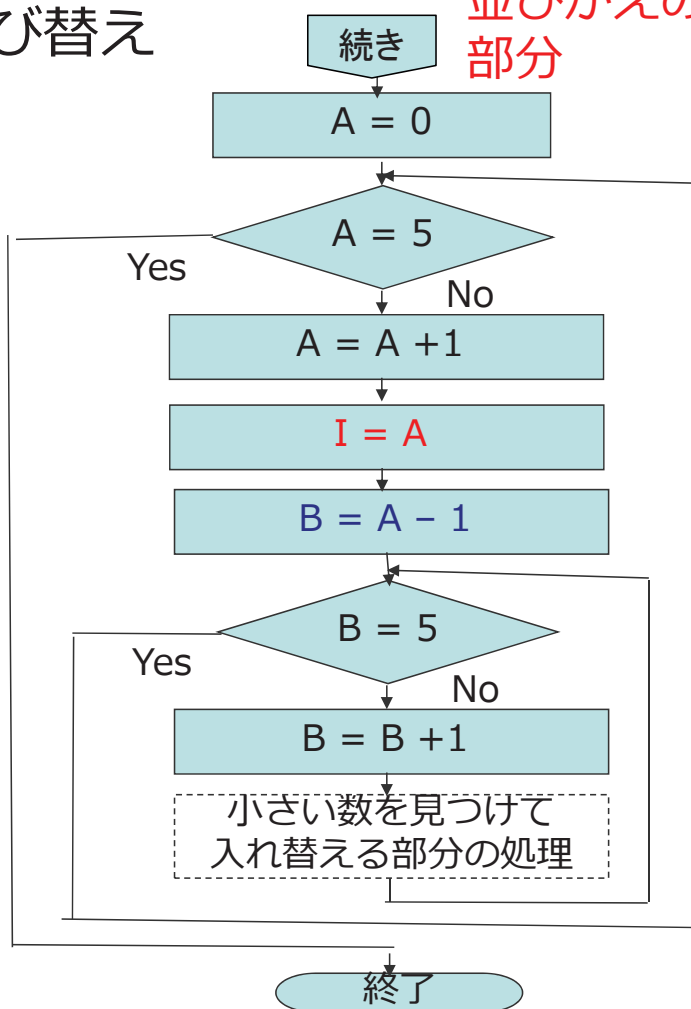 び替え
続き
並びかえの
部分
A = 0
A = 5
Yes
No
A = A +1
I = A
B = A – 1
B = 5
Yes
No
B = B +1
小さい数を見つけて
入れ替える部分の処理
終了